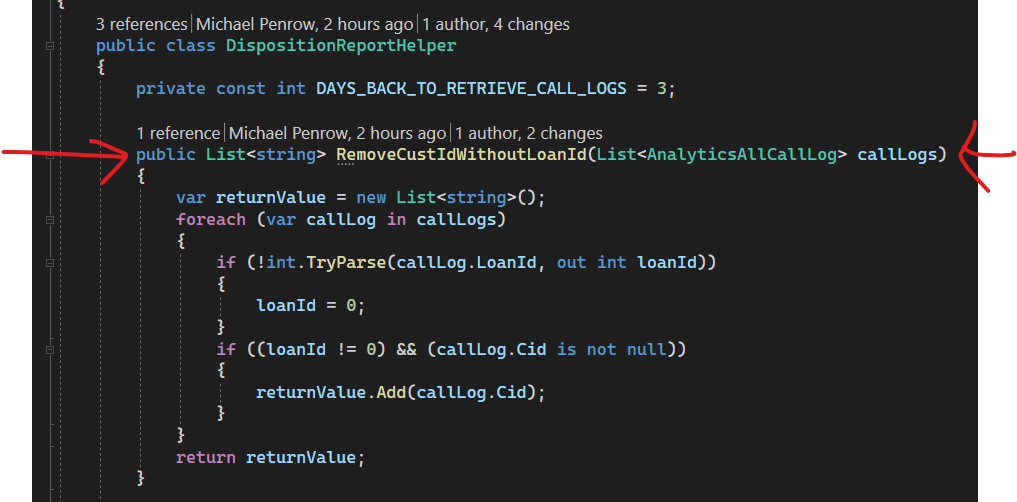 {
3 references | Michael Penrow, 2 hours ago | 1 author, 4 changes
public class DispositionReportHelper
{
private const int DAYS_BACK_TO_RETRIEVE_CALL_LOGS = 3;
1 reference | Michael Penrow, 2 hours ago | 1 author, 2 changes
public List<string> RemoveCustIdWithoutLoanId(List<AnalyticsAllCallLog> callLogs)
{
var returnValue = new List<string>();
foreach (var callLog in callLogs)
{
if (!int.TryParse(callLog.LoanId, out int loanId))
{
loanId = 0;
}
if ((loanId != 0) && (callLog.Cid is not null))
{
returnValue.Add(callLog.Cid);
}
}
return returnValue;
}